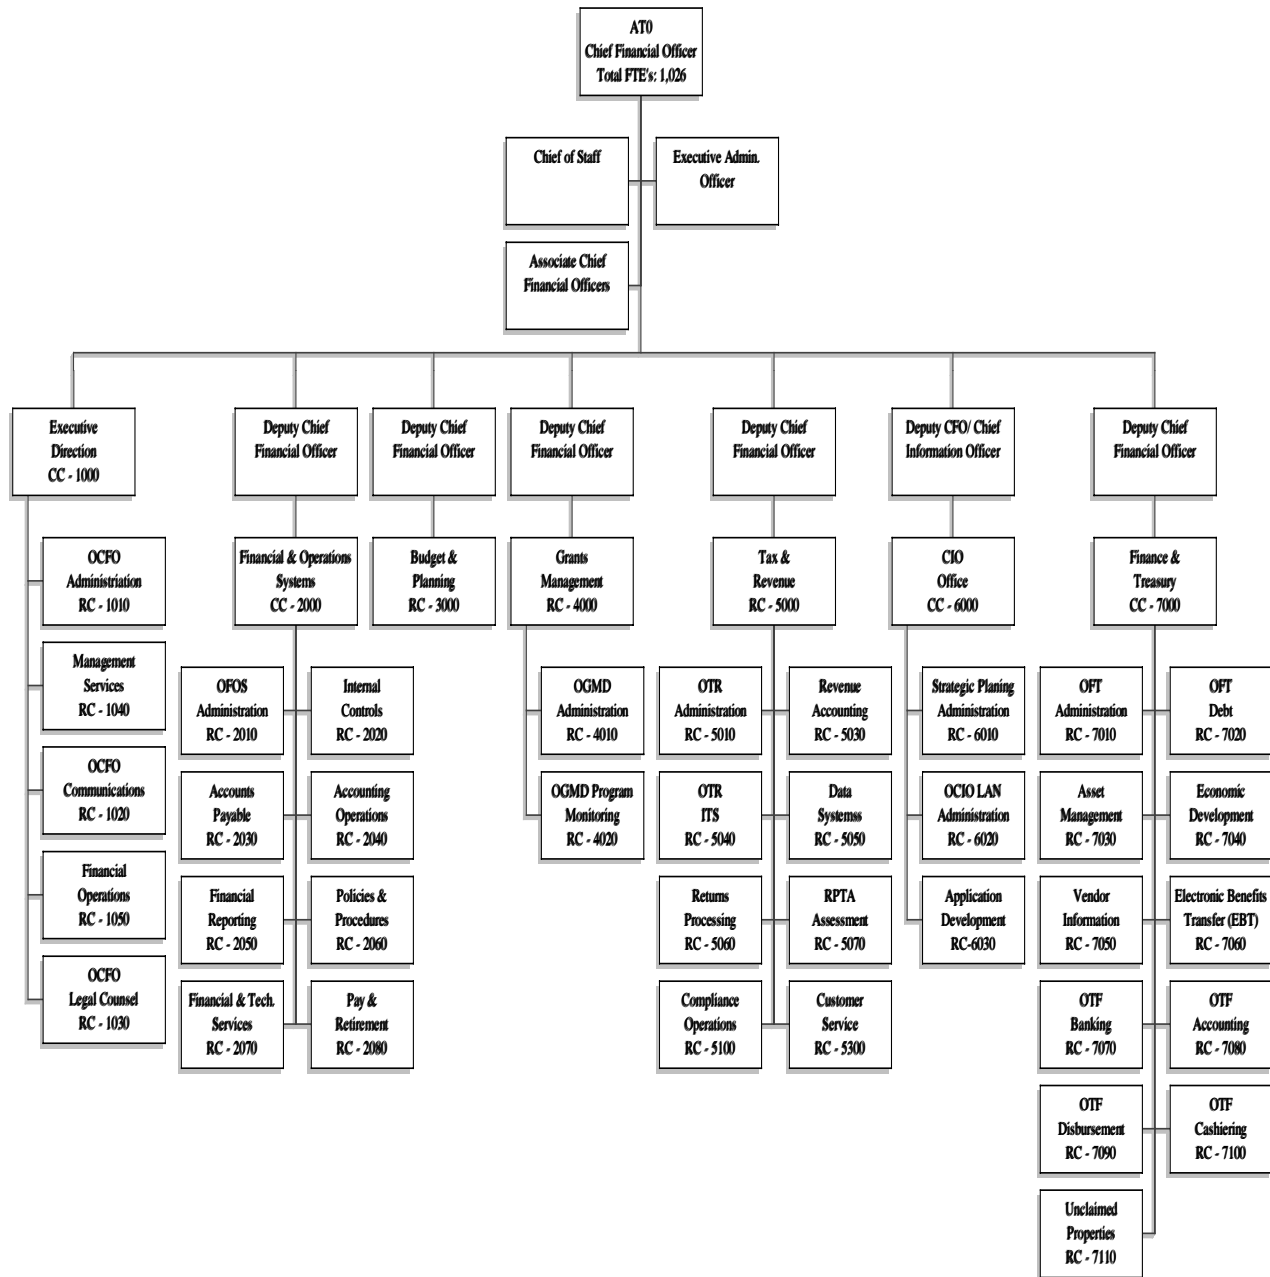 AT0
Chief Financial Officer
Total FTE's: 1,026
Chief of Staff
Executive Admin.
Officer
Associate Chief
Financial Officers
Executive
Direction
CC - 1000
Deputy Chief
Financial Officer
Deputy Chief
Financial Officer
Deputy Chief
Financial Officer
Deputy Chief
Financial Officer
Deputy CFO/ Chief
Information Officer
Deputy Chief
Financial Officer
OCFO
Administriation
RC - 1010
Management
Services
RC - 1040
OCFO
Communications
RC - 1020
Financial
Operations
RC - 1050
OCFO
Legal Counsel
RC - 1030
Financial & Operations
Systems
CC - 2000
OFOS
Administration
RC - 2010
Internal
Controls
RC - 2020
Accounts
Payable
RC - 2030
Accounting
Operations
RC - 2040
Financial
Reporting
RC - 2050
Policies &
Procedures
RC - 2060
Financial & Tech.
Services
RC - 2070
Pay &
Retirement
RC - 2080
Budget &
Planning
RC - 3000
Grants
Management
RC - 4000
OGMD
Administration
RC - 4010
OGMD Program
Monitoring
RC - 4020
Tax &
Revenue
RC - 5000
OTR
Administration
RC - 5010
Revenue
Accounting
RC - 5030
OTR
ITS
RC - 5040
Data
Systemss
RC - 5050
Returns
Processing
RC - 5060
RPTA
Assessment
RC - 5070
Compliance
Operations
RC - 5100
Customer
Service
RC - 5300
CIO
Office
CC - 6000
Strategic Planing
Administration
RC - 6010
OCIO LAN
Administration
RC - 6020
Application
Development
RC-6030
Finance &
Treasury
CC - 7000
OFT
Administration
RC - 7010
OFT
Debt
RC - 7020
Asset
Management
RC - 7030
Economic
Development
RC - 7040
Vendor
Information
RC - 7050
Electronic Benefits
Transfer (EBT)
RC - 7060
OTF
Banking
RC - 7070
OTF
Accounting
RC - 7080
OTF
Disbursement
RC - 7090
OTF
Cashiering
RC - 7100
Unclaimed
Properties
RC - 7110